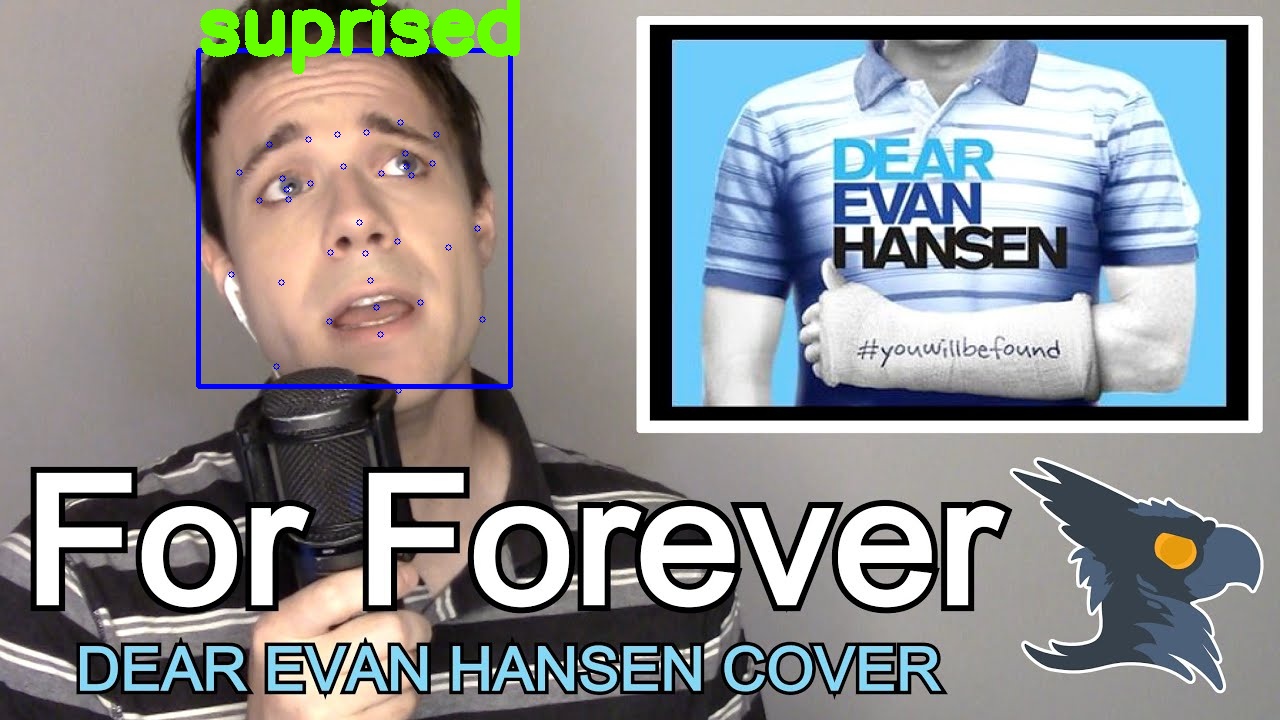 suprised
DEAR
EVAN
HANSEN
#youwillbefound
For Forever
DEAR EVAN HANSEN COVER